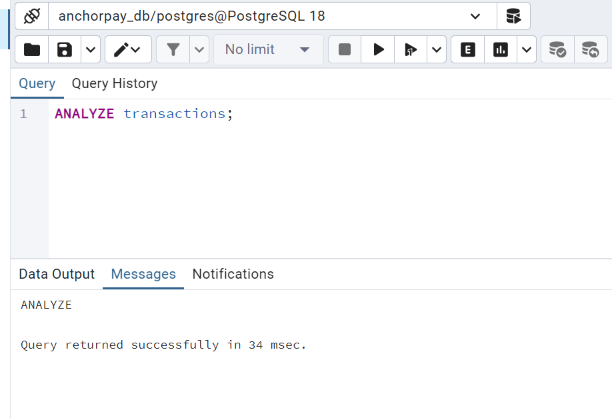 anchorpay_db/postgres@PostgreSQL 18
No limit
E
Query Query History
1 ANALYZE transactions;
Data Output Messages Notifications
ANALYZE
Query returned successfully in 34 msec.